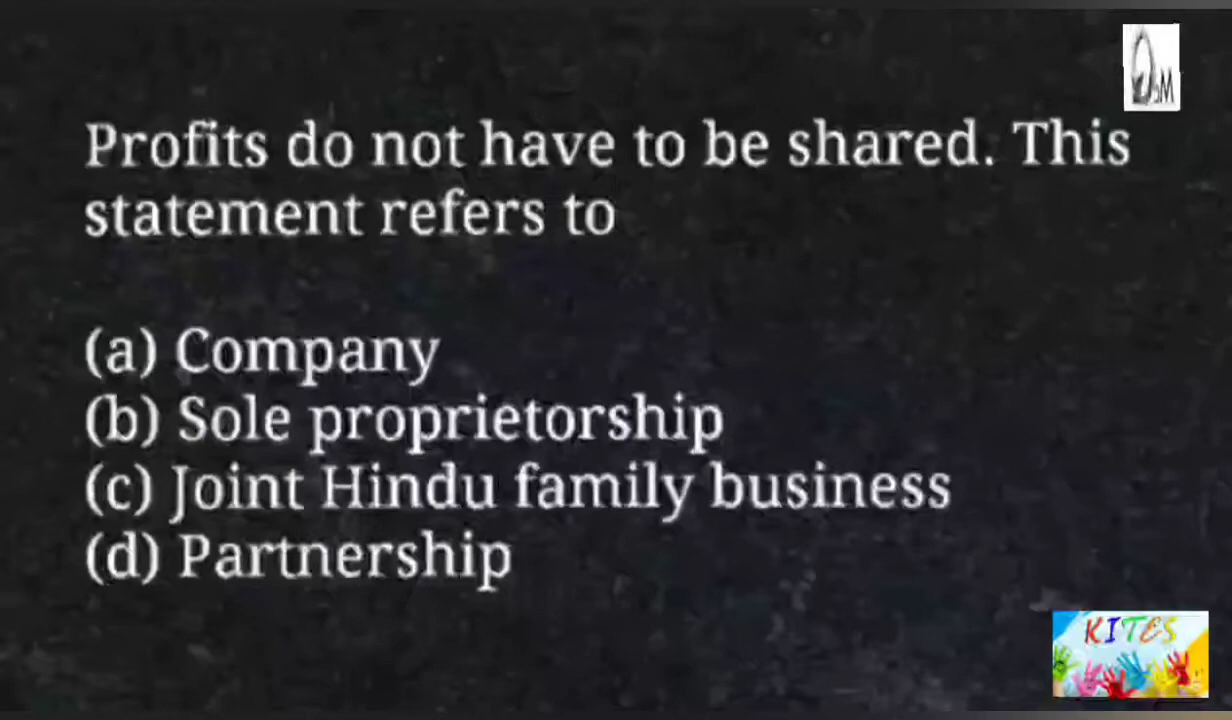 Profits do not have to be shared. This
statement refers to
(a) Company
(b) Sole proprietorship
(c) Joint Hindu family business
(d) Partnership
KITES